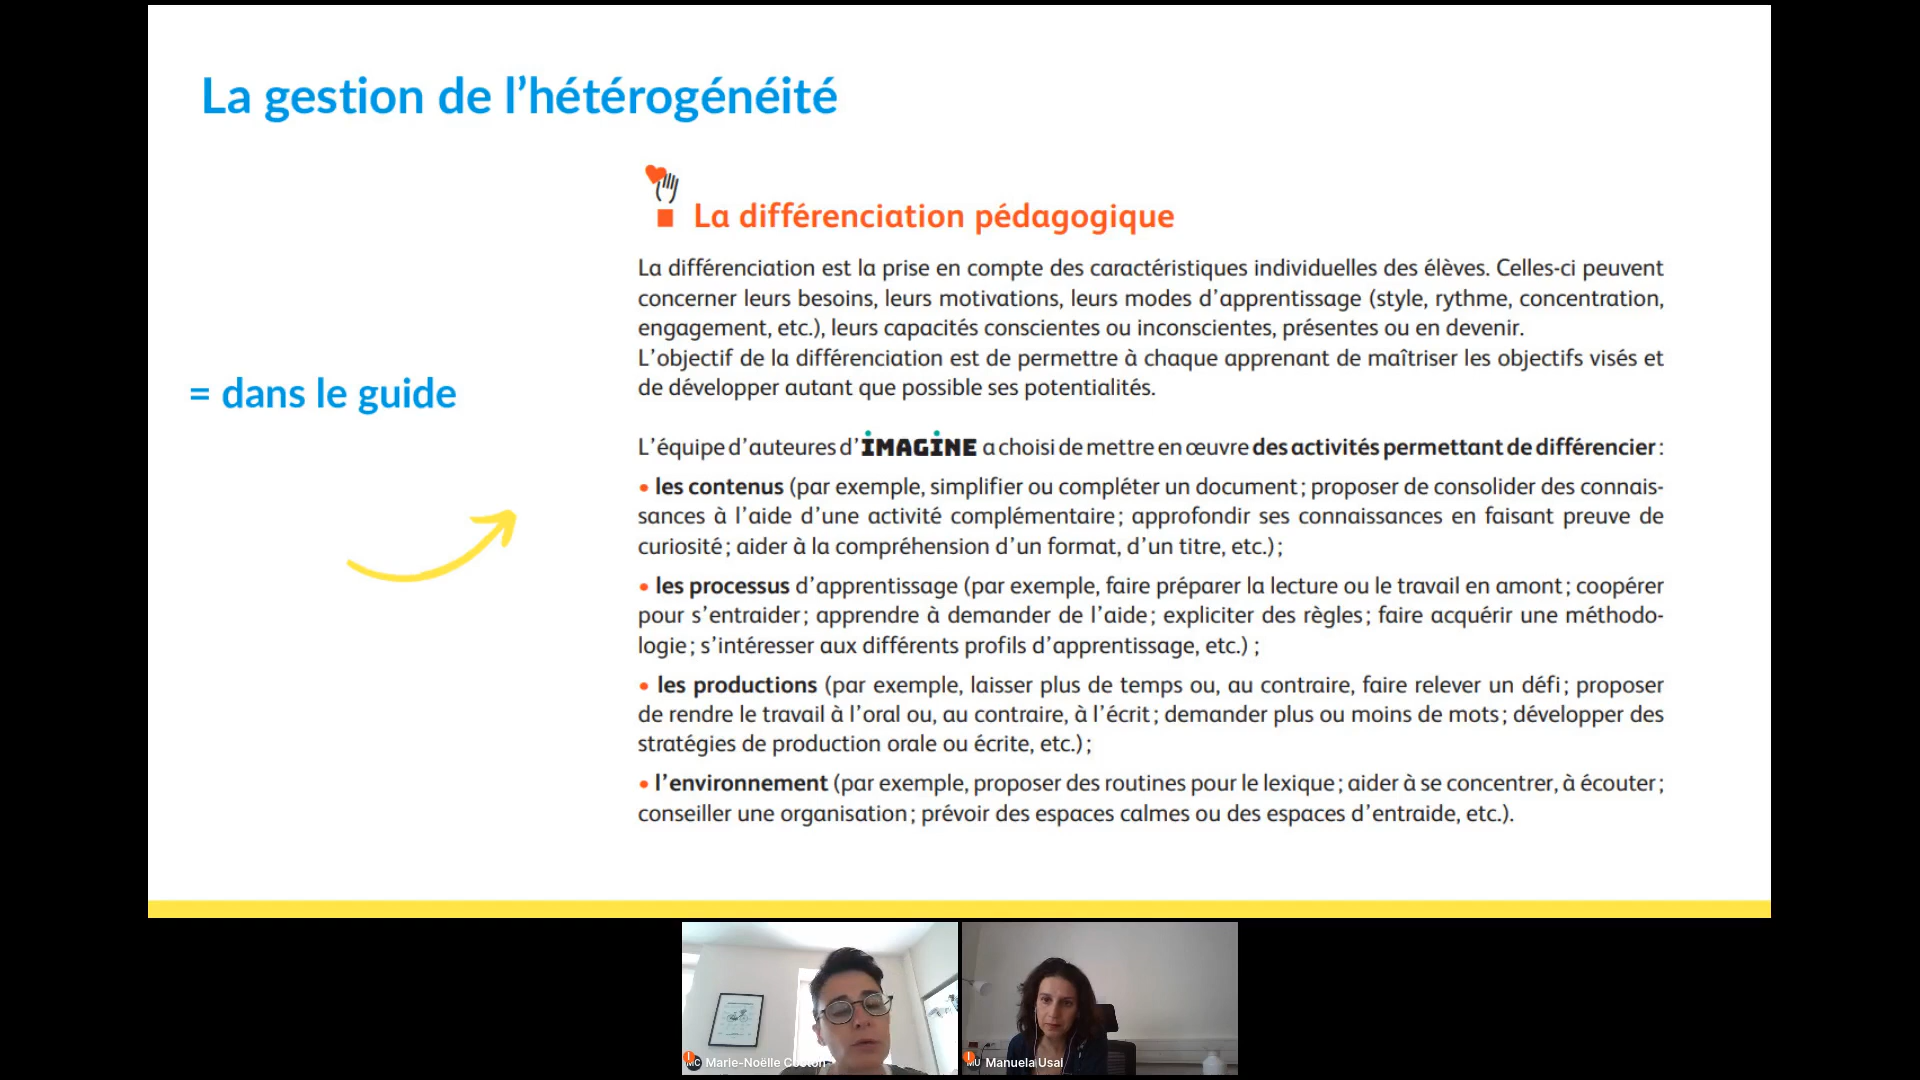 La gestion de l’hétérogénéité
= dans le guide
La différenciation pédagogique
La différenciation est la prise en compte des caractéristiques individuelles des élèves. Celles-ci peuvent
concerner leurs besoins, leurs motivations, leurs modes d’apprentissage (style, rythme, concentration,
engagement, etc.), leurs capacités conscientes ou inconscientes, présentes ou en devenir.
L’objectif de la différenciation est de permettre à chaque apprenant de maîtriser les objectifs visés et
de développer autant que possible ses potentialités.
L’équipe d’auteures d’IMAGINE a choisi de mettre en œuvre des activités permettant de différencier :
• les contenus (par exemple, simplifier ou compléter un document ; proposer de consolider des connais-
sances à l’aide d’une activité complémentaire ; approfondir ses connaissances en faisant preuve de
curiosité ; aider à la compréhension d’un format, d’un titre, etc.) ;
• les processus d’apprentissage (par exemple, faire préparer la lecture ou le travail en amont ; coopérer
pour s’entraider ; apprendre à demander de l’aide ; expliciter des règles ; faire acquérir une méthodo-
logie ; s’intéresser aux différents profils d’apprentissage, etc.) ;
• les productions (par exemple, laisser plus de temps ou, au contraire, faire relever un défi ; proposer
de rendre le travail à l’oral ou, au contraire, à l’écrit ; demander plus ou moins de mots ; développer des
stratégies de production orale ou écrite, etc.) ;
• l’environnement (par exemple, proposer des routines pour le lexique ; aider à se concentrer, à écouter ;
conseiller une organisation ; prévoir des espaces calmes ou des espaces d’entraide, etc.).
MC Marie-Noëlle
MU Manuela Usai